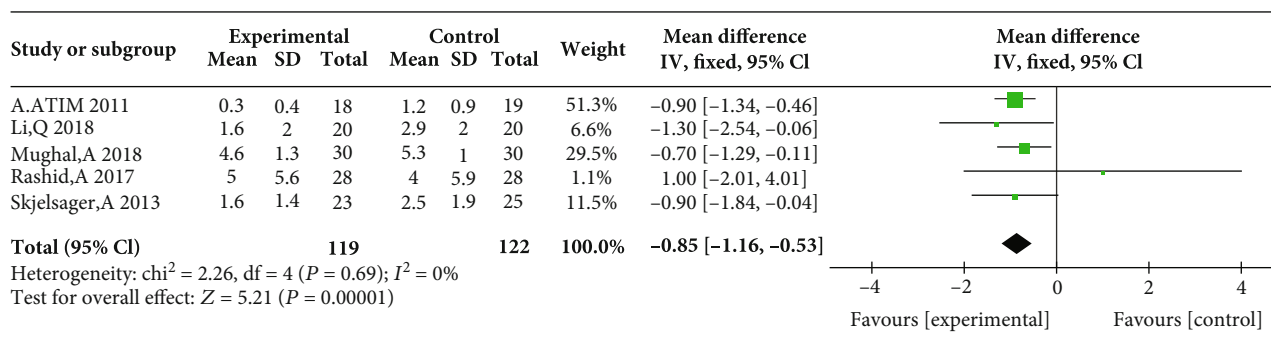 Study or subgroup Experimental Control Weight Mean difference Mean difference
Mean SD Total Mean SD Total IV, fixed, 95% Cl IV, fixed, 95% Cl
A.ATIM 2011 0.3 0.4 18 1.2 0.9 19 51.3% –0.90 [–1.34, –0.46]
Li,Q 2018 1.6 2 20 2.9 2 20 6.6% –1.30 [–2.54, –0.06]
Mughal,A 2018 4.6 1.3 30 5.3 1 30 29.5% –0.70 [–1.29, –0.11]
Rashid,A 2017 5 5.6 28 4 5.9 28 1.1% 1.00 [–2.01, 4.01]
Skjelsager,A 2013 1.6 1.4 23 2.5 1.9 25 11.5% –0.90 [–1.84, –0.04]
Total (95% Cl) 119 122 100.0% –0.85 [–1.16, –0.53]
Heterogeneity: chi² = 2.26, df = 4 (P = 0.69); I² = 0%
Test for overall effect: Z = 5.21 (P = 0.00001)
–4 –2 0 2 4
Favours [experimental] Favours [control]